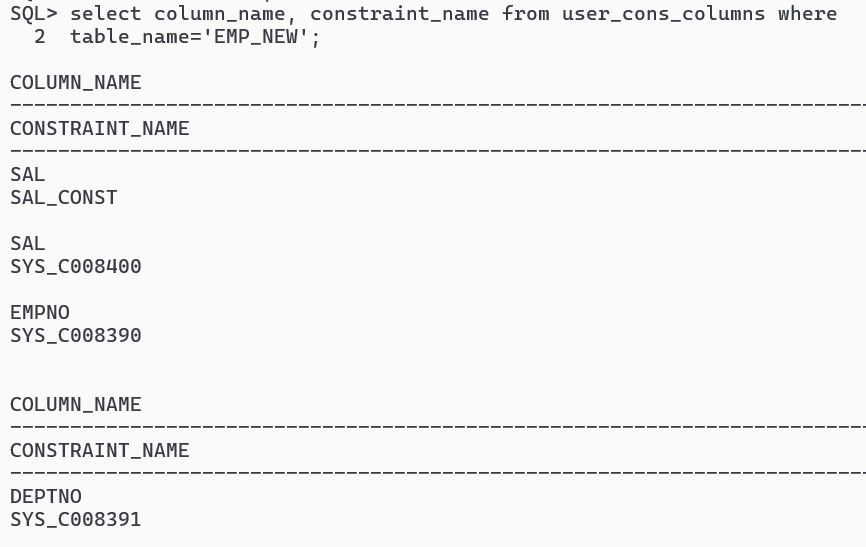 SQL> select column_name, constraint_name from user_cons_columns where
  2  table_name='EMP_NEW';
COLUMN_NAME
--------------------------------------------------------------------------------
CONSTRAINT_NAME
--------------------------------------------------------------------------------
SAL
SAL_CONST
SAL
SYS_C008400
EMPNO
SYS_C008390
COLUMN_NAME
--------------------------------------------------------------------------------
CONSTRAINT_NAME
--------------------------------------------------------------------------------
DEPTNO
SYS_C008391